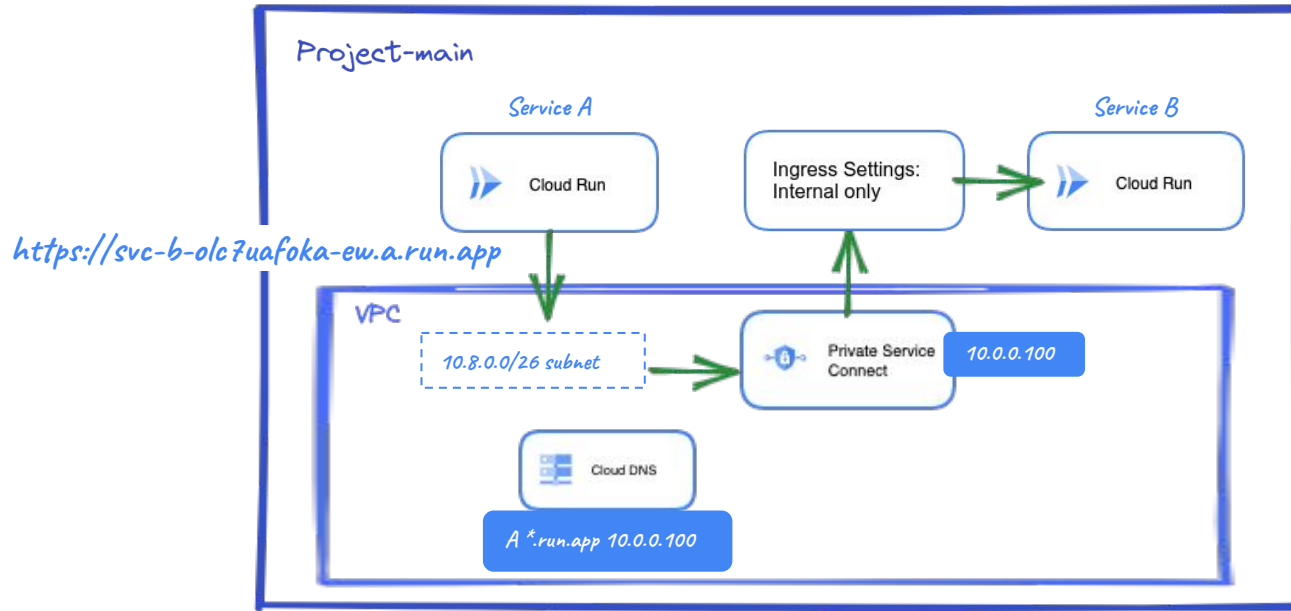 Project-main
Service A
Service B
Cloud Run
Ingress Settings:
Internal only
Cloud Run
https://svc-b-olc7uafoka-ew.a.run.app
VPC
10.8.0.0/26 subnet
Private Service
Connect
10.0.0.100
Cloud DNS
A *.run.app 10.0.0.100